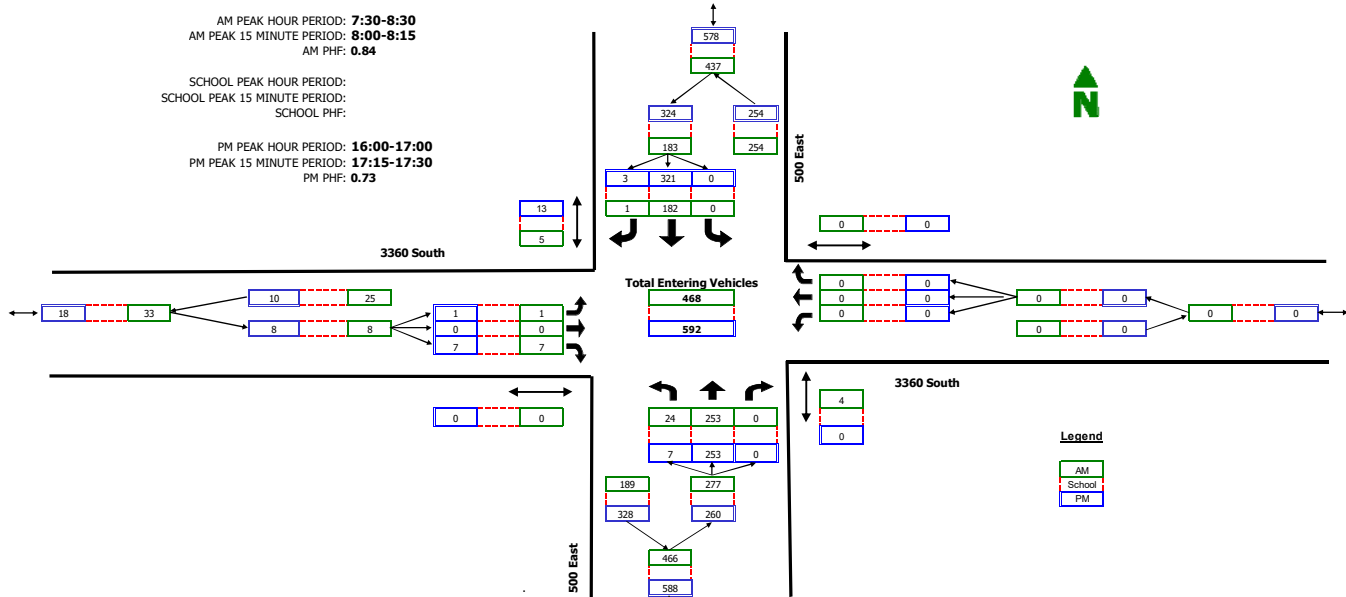 AM PEAK HOUR PERIOD: 7:30-8:30
AM PEAK 15 MINUTE PERIOD: 8:00-8:15
AM PHF: 0.84
SCHOOL PEAK HOUR PERIOD:
SCHOOL PEAK 15 MINUTE PERIOD:
SCHOOL PHF:
PM PEAK HOUR PERIOD: 16:00-17:00
PM PEAK 15 MINUTE PERIOD: 17:15-17:30
PM PHF: 0.73
578
437
324 254
183 254
3 321 0
1 182 0
N
500 East
13
5
0 0
3360 South
Total Entering Vehicles
468
592
10 25
18 33
8 8
1 1
0 0
7 7
0 0
0 0
0 0
0 0
0 0
0 0
3360 South
0 0
24 253 0
7 253 0
4
0
189 277
328 260
466
588
500 East
Legend
AM
School
PM